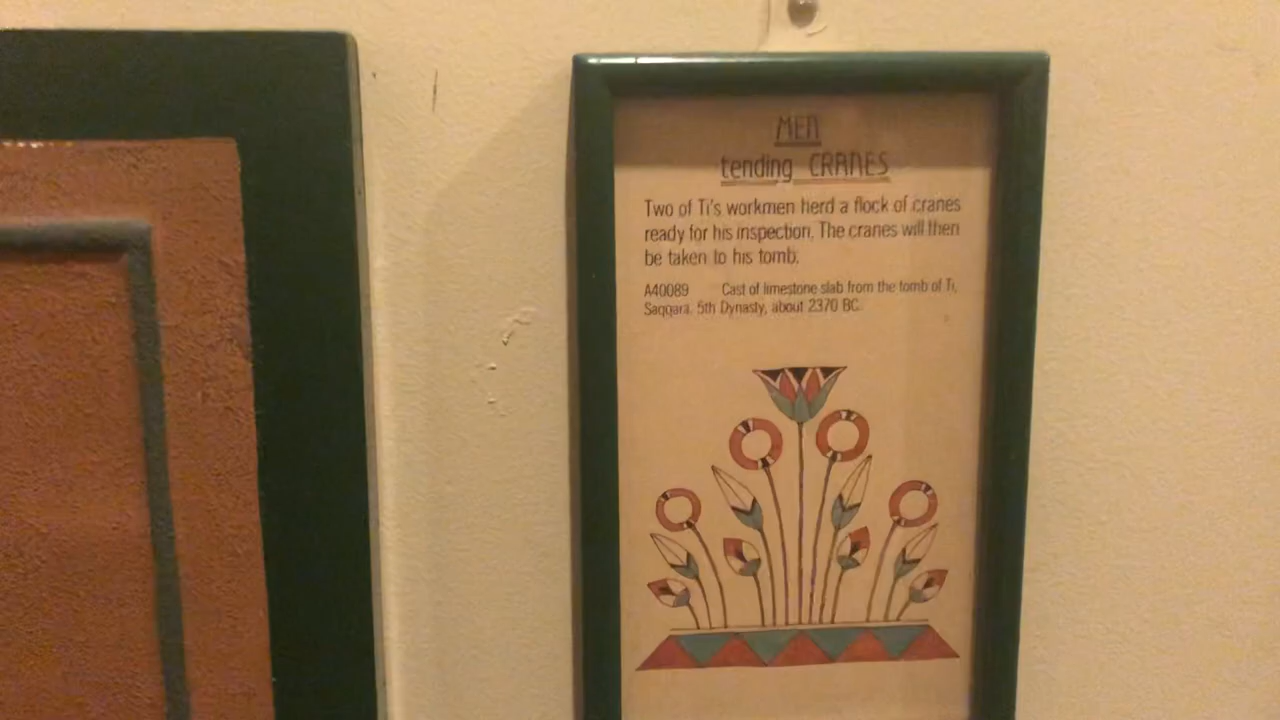 MEN
tending CRANES
Two of Ti's workmen herd a flock of cranes
ready for his inspection. The cranes will then
be taken to his tomb.
A40089 Cast of limestone slab from the tomb of Ti,
Saqqara. 5th Dynasty, about 2370 BC.